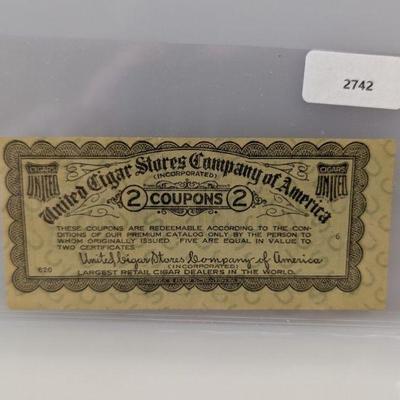 2742
United Cigar Stores Company of America
(INCORPORATED)
CIGARS
UNITED
2 COUPONS 2
CIGARS
UNITED
THESE COUPONS ARE REDEEMABLE ACCORDING TO THE CON-
DITIONS OF OUR PREMIUM CATALOG ONLY BY THE PERSON TO
WHOM ORIGINALLY ISSUED. FIVE ARE EQUAL IN VALUE TO
TWO CERTIFICATES
6
United Cigar Stores Company of America
(INCORPORATED)
620
LARGEST RETAIL CIGAR DEALERS IN THE WORLD.